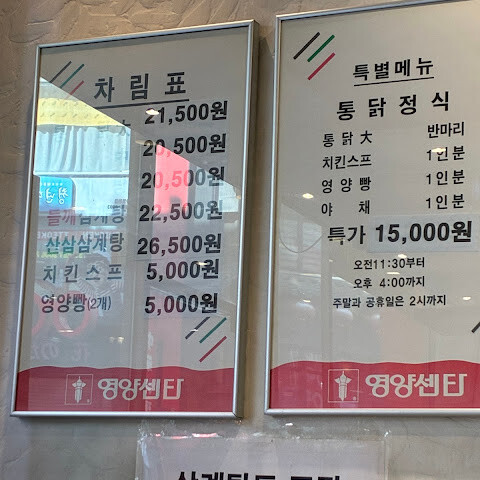 차림표
21,500원
20,500원
20,500원
들깨삼계탕 22,500원
산삼삼계탕 26,500원
치킨스프 5,000원
영양빵(2개) 5,000원
영양센타
특별메뉴
통닭정식
통닭大 반마리
치킨스프 1인분
영양빵 1인분
야채 1인분
특가 15,000원
오전11:30부터
오후 4:00까지
주말과 공휴일은 2시까지
영양센타